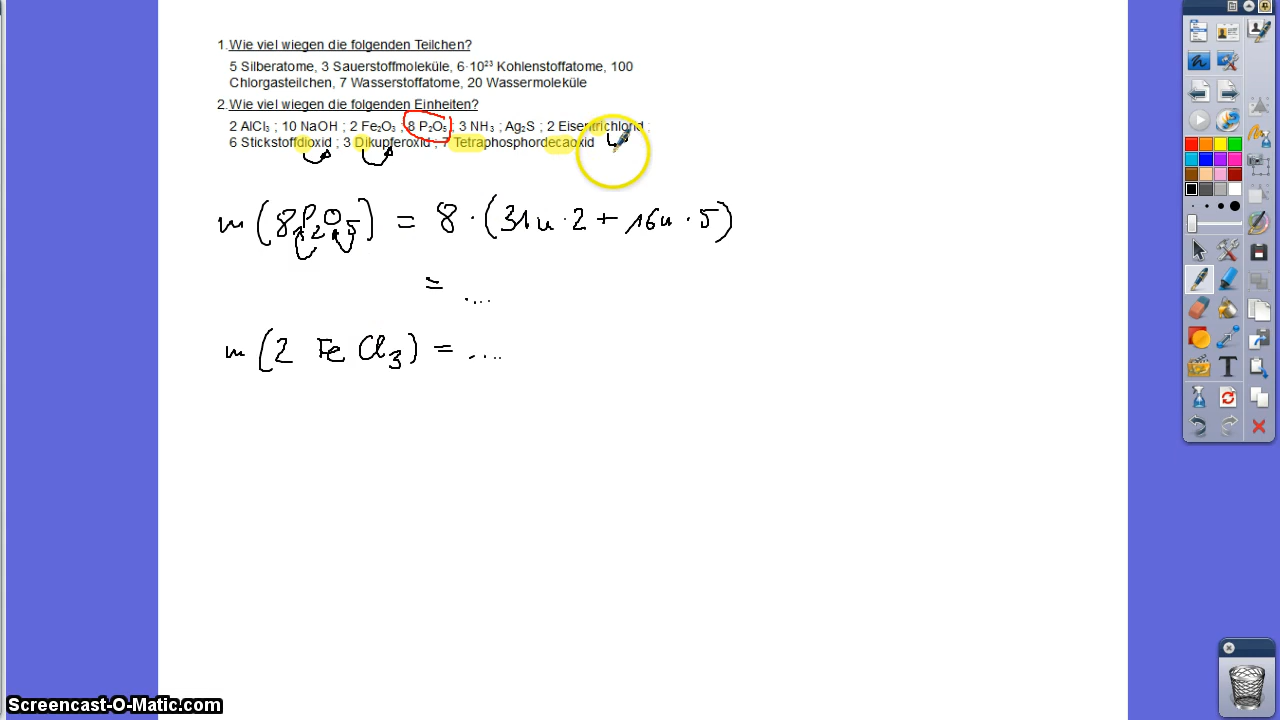 1. Wie viel wiegen die folgenden Teilchen?
5 Silberatome, 3 Sauerstoffmoleküle, 6·10²³ Kohlenstoffatome, 100
Chlorgasteilchen, 7 Wasserstoffatome, 20 Wassermoleküle
2. Wie viel wiegen die folgenden Einheiten?
2 AlCl₃ ; 10 NaOH ; 2 Fe₂O₃ ; 8 P₂O₅ ; 3 NH₃ ; Ag₂S ; 2 Eisentrichlorid ;
6 Stickstoffdioxid ; 3 Dikupferoxid ; 7 Tetraphosphordecaoxid
m (8 P₂O₅) = 8 · (31u · 2 + 16u · 5)
= ....
m (2 FeCl₃) = ....
T
Screencast-O-Matic.com